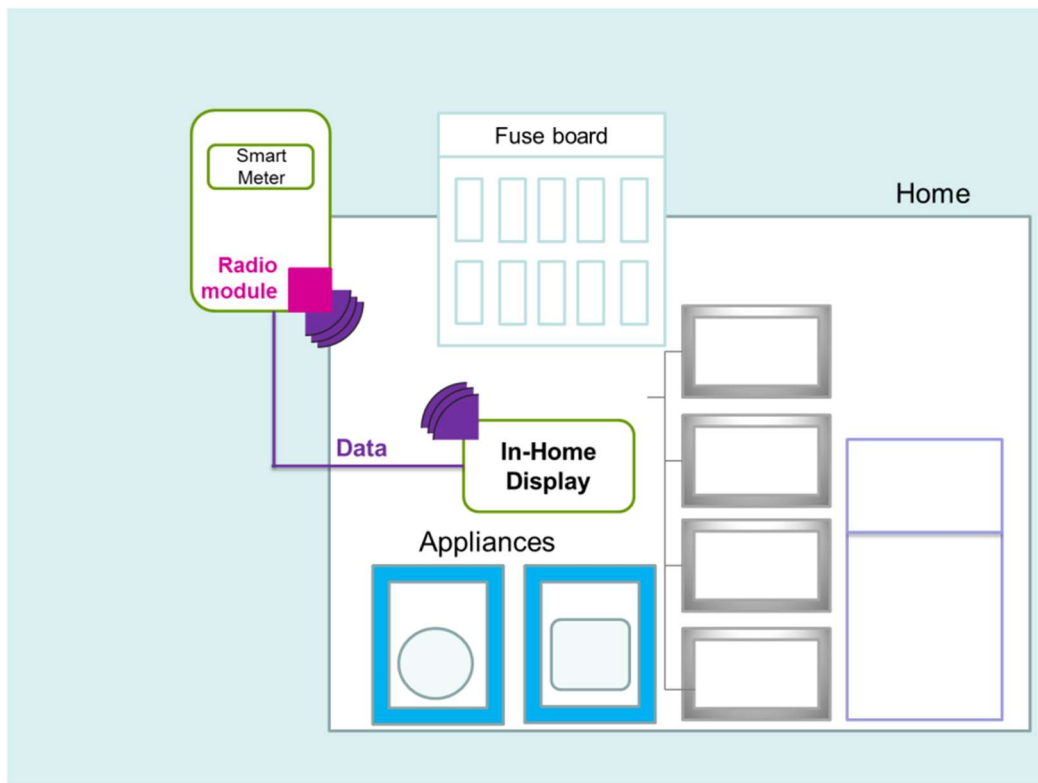 Fuse board
Smart
Meter
Home
Radio
module
Data
In-Home
Display
Appliances